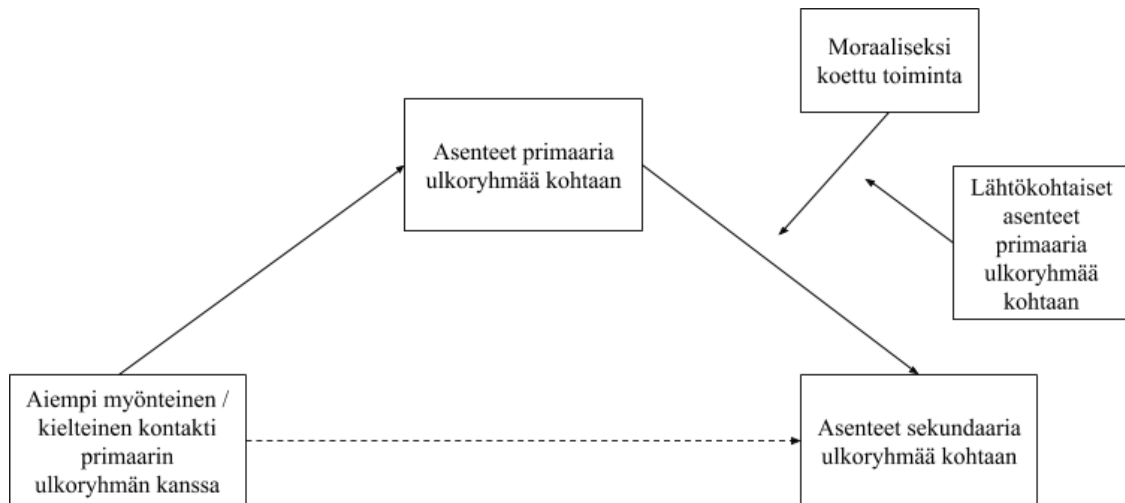 Moraaliseksi
koettu toiminta
Asenteet primaaria
ulkoryhmää kohtaan
Lähtökohtaiset
asenteet
primaaria
ulkoryhmää
kohtaan
Aiempi myönteinen /
kielteinen kontakti
primaarin
ulkoryhmän kanssa
Asenteet sekundaaria
ulkoryhmää kohtaan